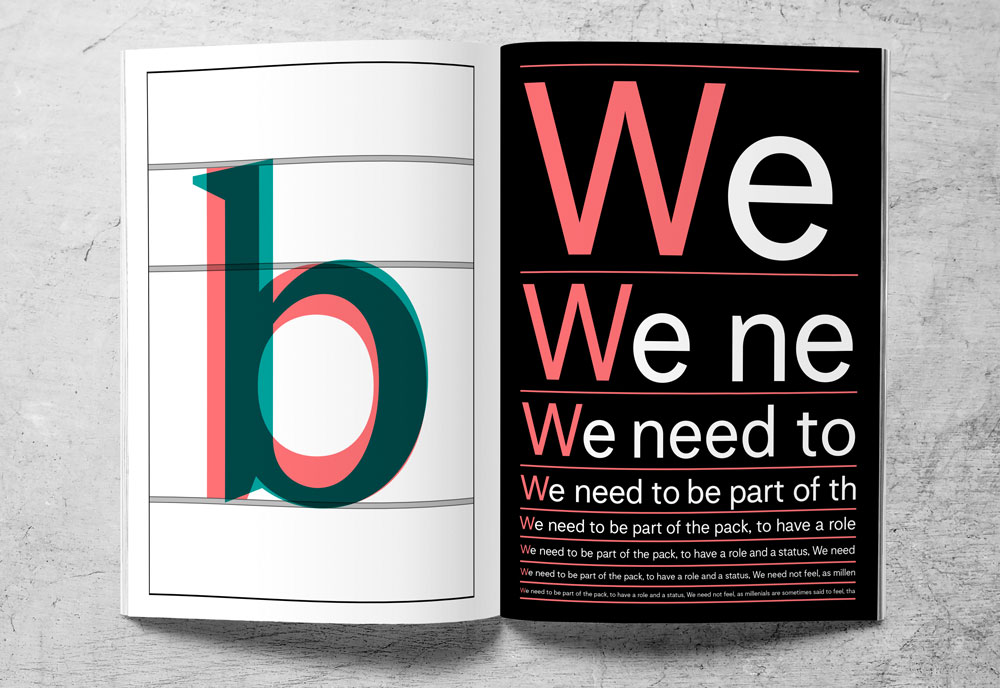 b
We
We ne
We need to
We need to be part of th
We need to be part of the pack, to have a role
We need to be part of the pack, to have a role and a status. We need
We need to be part of the pack, to have a role and a status. We need not feel, as millen
We need to be part of the pack, to have a role and a status. We need not feel, as millenials are sometimes said to feel, tha